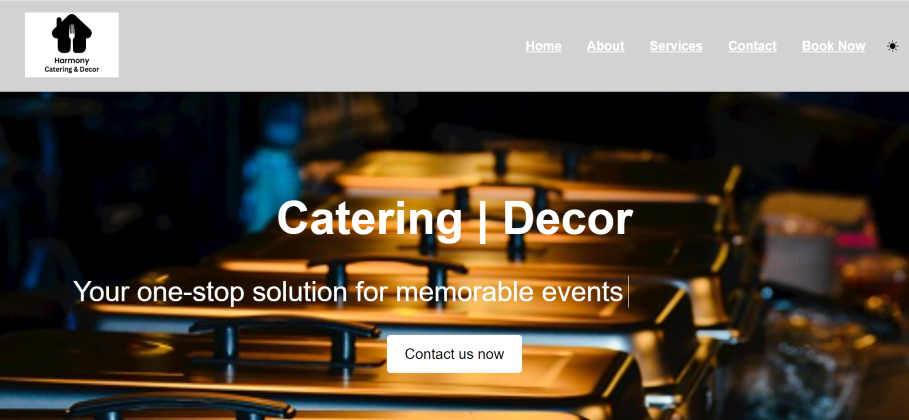 Harmony
Catering & Decor
Home About Services Contact Book Now
Catering | Decor
Your one-stop solution for memorable events
Contact us now